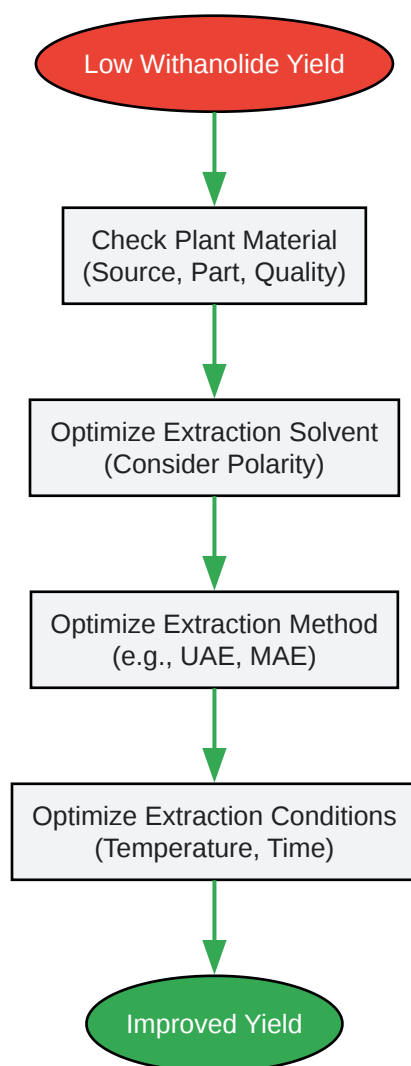 Low Withanolide Yield
Check Plant Material
(Source, Part, Quality)
Optimize Extraction Solvent
(Consider Polarity)
Optimize Extraction Method
(e.g., UAE, MAE)
Optimize Extraction Conditions
(Temperature, Time)
Improved Yield